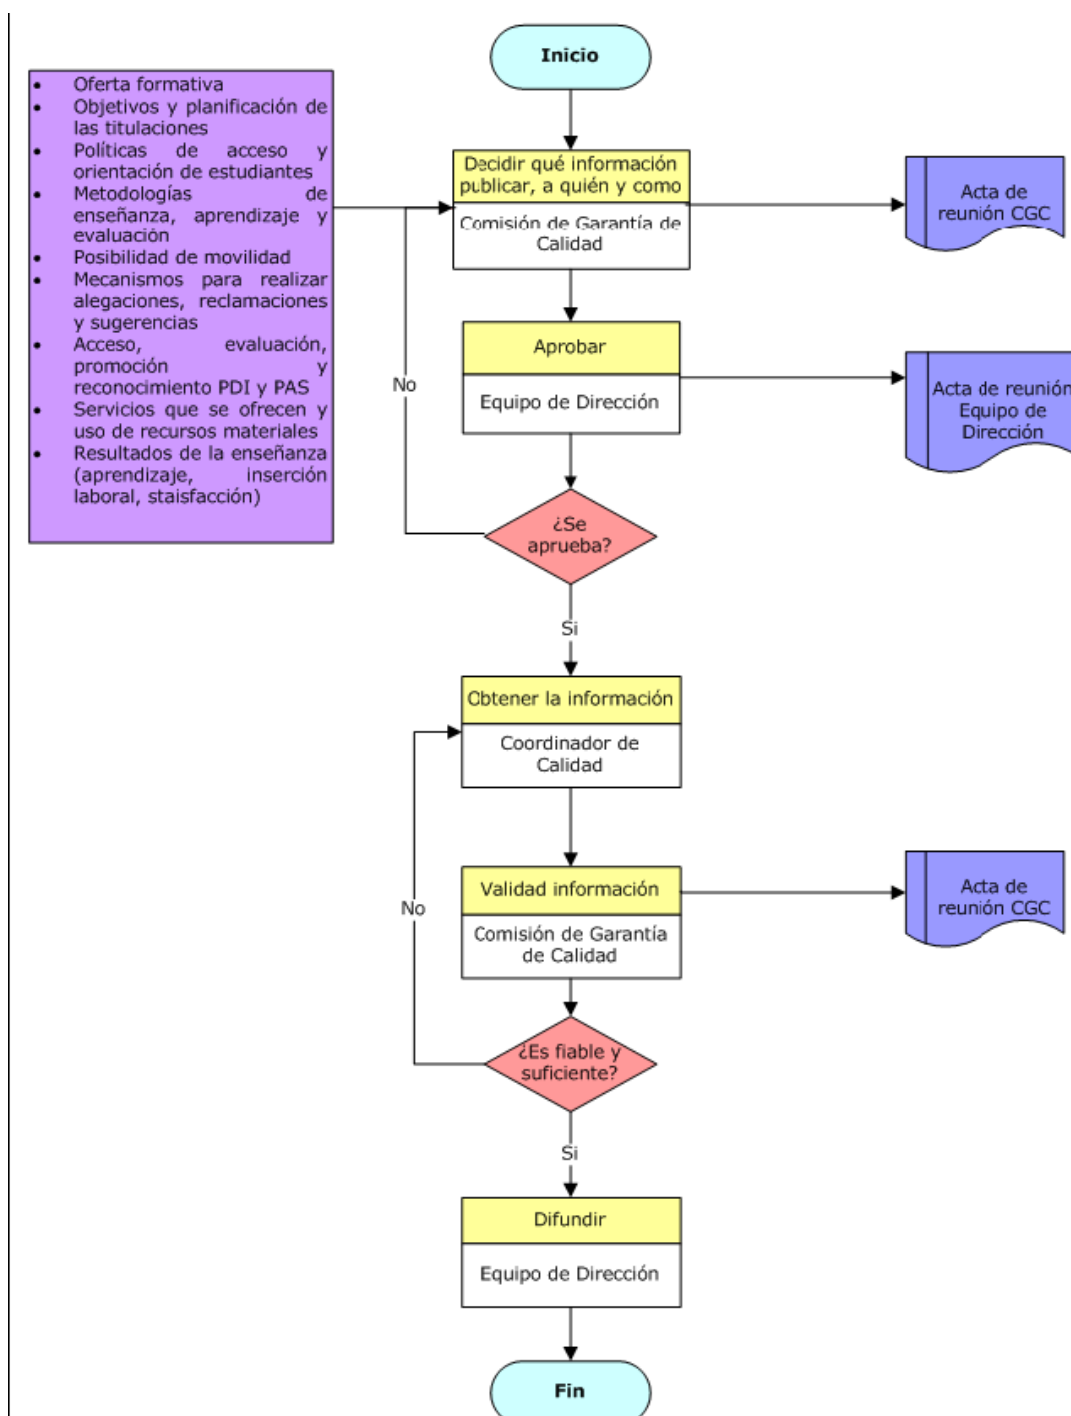 Inicio
• Oferta formativa
• Objetivos y planificación de
las titulaciones
• Políticas de acceso y
orientación de estudiantes
• Metodologías de
enseñanza, aprendizaje y
evaluación
• Posibilidad de movilidad
• Mecanismos para realizar
alegaciones, reclamaciones
y sugerencias
• Acceso, evaluación,
promoción y
reconocimiento PDI y PAS
• Servicios que se ofrecen y
uso de recursos materiales
• Resultados de la enseñanza
(aprendizaje, inserción
laboral, staisfacción)
Decidir qué información
publicar, a quién y como
Comisión de Garantía de
Calidad
Acta de
reunión CGC
Aprobar
Equipo de Dirección
Acta de reunión
Equipo de
Dirección
No
¿Se
aprueba?
Si
Obtener la información
Coordinador de
Calidad
Validad información
Comisión de Garantía
de Calidad
Acta de
reunión CGC
No
¿Es fiable y
suficiente?
Si
Difundir
Equipo de Dirección
Fin